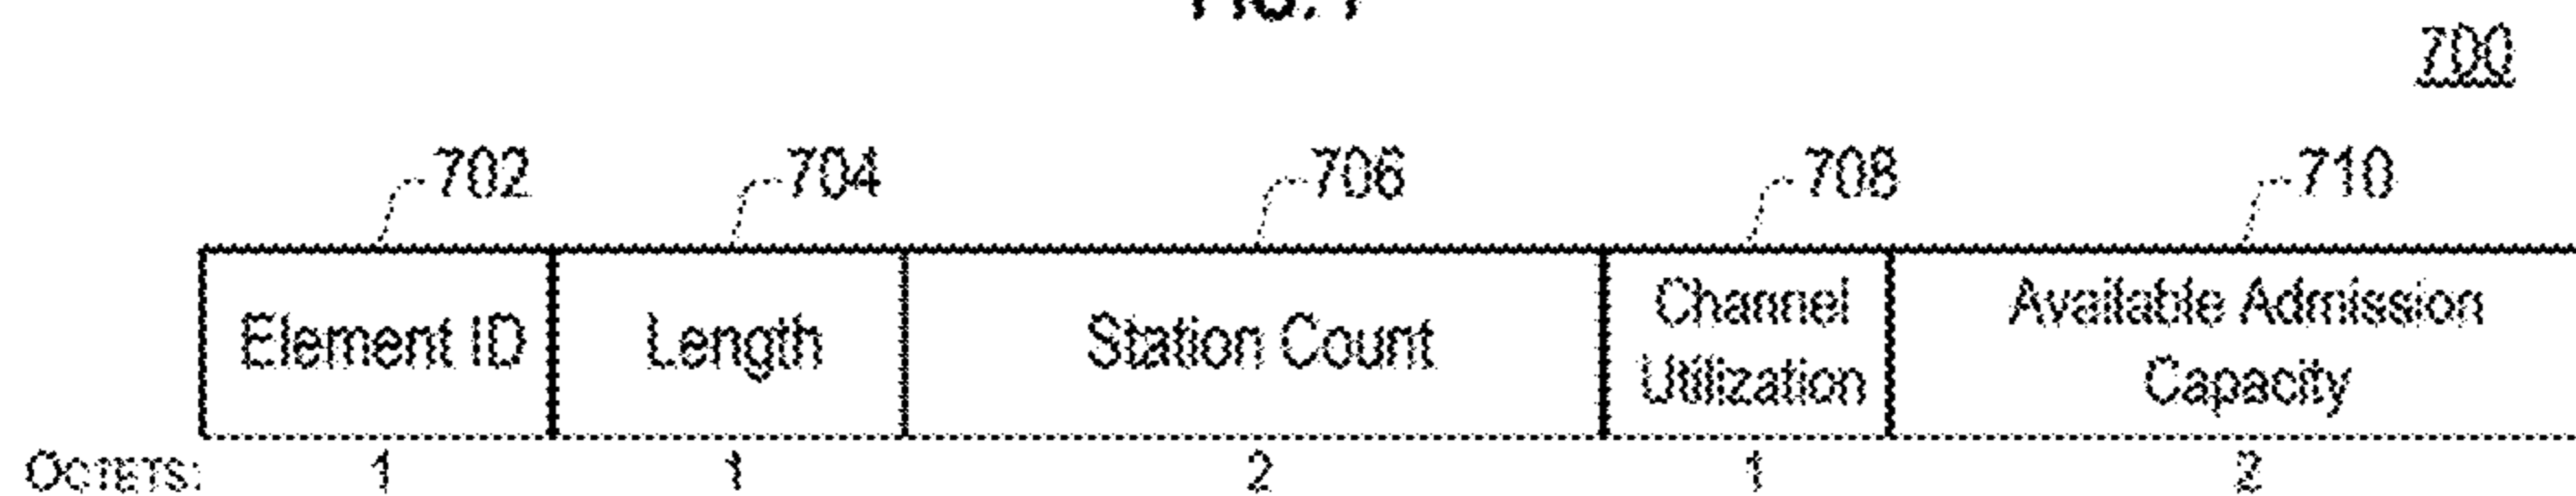 700
702 704 706 708 710
Element ID Length Station Count Channel Utilization Available Admission Capacity
OCTETS: 1 1 2 1 2